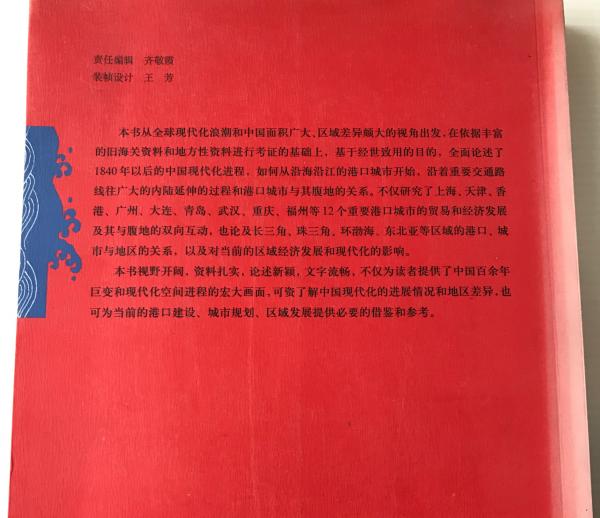 责任编辑 齐敬霞
装帧设计 王 芳
本书从全球现代化浪潮和中国面积广大、区域差异颇大的视角出发，在依据丰富
的旧海关资料和地方性资料进行考证的基础上，基于经世致用的目的，全面论述了
1840年以后的中国现代化进程，如何从沿海沿江的港口城市开始，沿着重要交通路
线往广大的内陆延伸的过程和港口城市与其腹地的关系。不仅研究了上海、天津、香
港、广州、大连、青岛、武汉、重庆、福州等12个重要港口城市的贸易和经济发展
及其与腹地的双向互动，也论及长三角、珠三角、环渤海、东北亚等区域的港口、城
市与地区的关系，以及对当前的区域经济发展和现代化的影响。
本书视野开阔，资料扎实，论述新颖，文字流畅，不仅为读者提供了中国百余年
巨变和现代化空间进程的宏大画面，可资了解中国现代化的进展情况和地区差异，也
可为当前的港口建设、城市规划、区域发展提供必要的借鉴和参考。